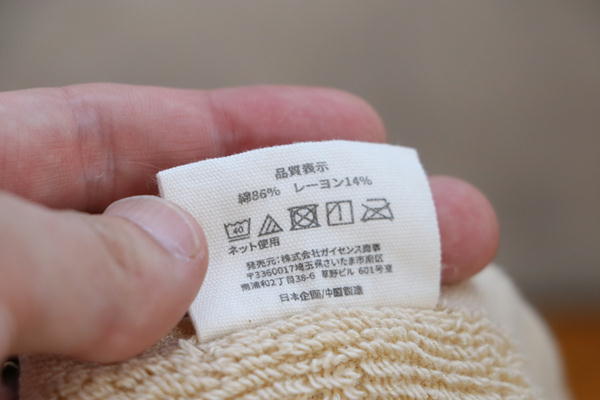 品質表示
綿86% レーヨン14%
40
ネット使用
発売元:株式会社ガイセンス商事
〒3360017埼玉県さいたま市南区
南浦和2丁目38-6 草野ビル 601号室
日本企画/中国製造